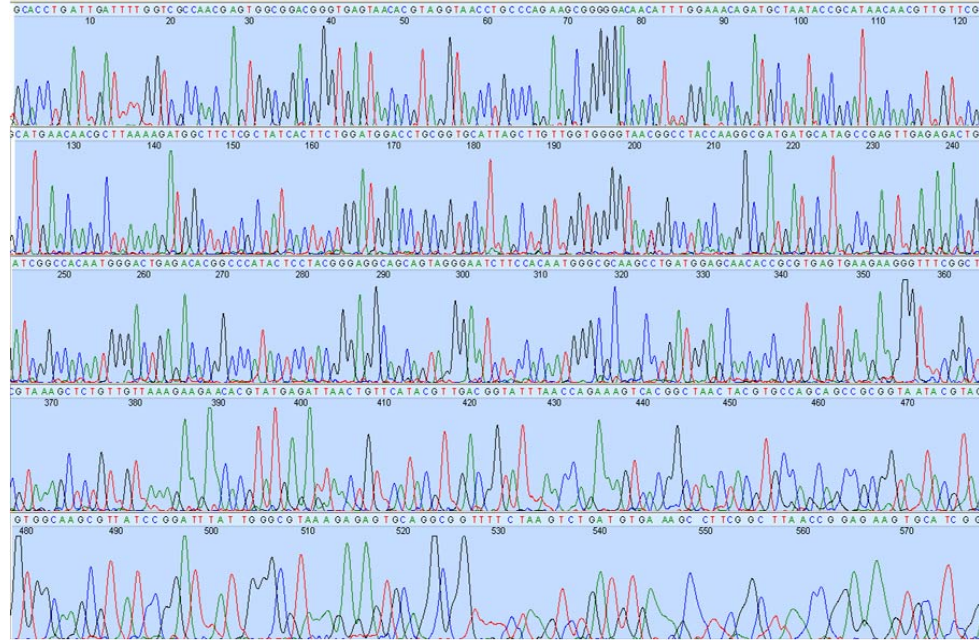 GCACCTGATTGATTTTGGTCGCCAACGAGTGGCGGACGGGTGAGTAACACGTAGGTAACCTGCCCAGAAGCGGGGGACAACATTTGGAAACAGATGCTAATACCGCATAACAACGTTGTTCG
10 20 30 40 50 60 70 80 90 100 110 120
GCATGAACAACGCTTAAAAGATGGCTTCTCGCTATCACTTCTGGATGGACCTGCGGTGCATTAGCTTGTTGGTGGGGTAACGGCCTACCAAGGCGATGATGCATAGCCGAGTTGAGAGACTG
130 140 150 160 170 180 190 200 210 220 230 240
ATCGGCCACAATGGGACTGAGACACGGCCCATACTCCTACGGGAGGCAGCAGTAGGGAATCTTCCACAATGGGCGCAAGCCTGATGGAGCAACACCGCGTGAGTGAAGAAGGGTTTCGGCT
250 260 270 280 290 300 310 320 330 340 350 360
CGTAAAGCTCTGTTGTTAAAGAAGAACACGTATGAGATTAACTGTTCATACGTTGACGGTATTTAACCAGAAAGTCACGGCTAACTACGTGCCAGCAGCCGCGGTAATACGTAG
370 380 390 400 410 420 430 440 450 460 470
GTGGCAAGCGTTATCCGGATTTATTGGGCGTAAAGAGAGTGCAGGCGGTTTTCTAAGTCTGATGTGAAAGCCTTCGGCTTAACCGGAGAAGTGCATCGG
480 490 500 510 520 530 540 550 560 570